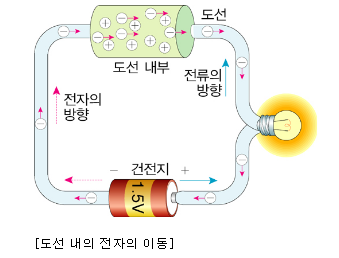 도선
도선 내부
전류의
방향
전자의
방향
- 건전지 +
1.5V
[도선 내의 전자의 이동]